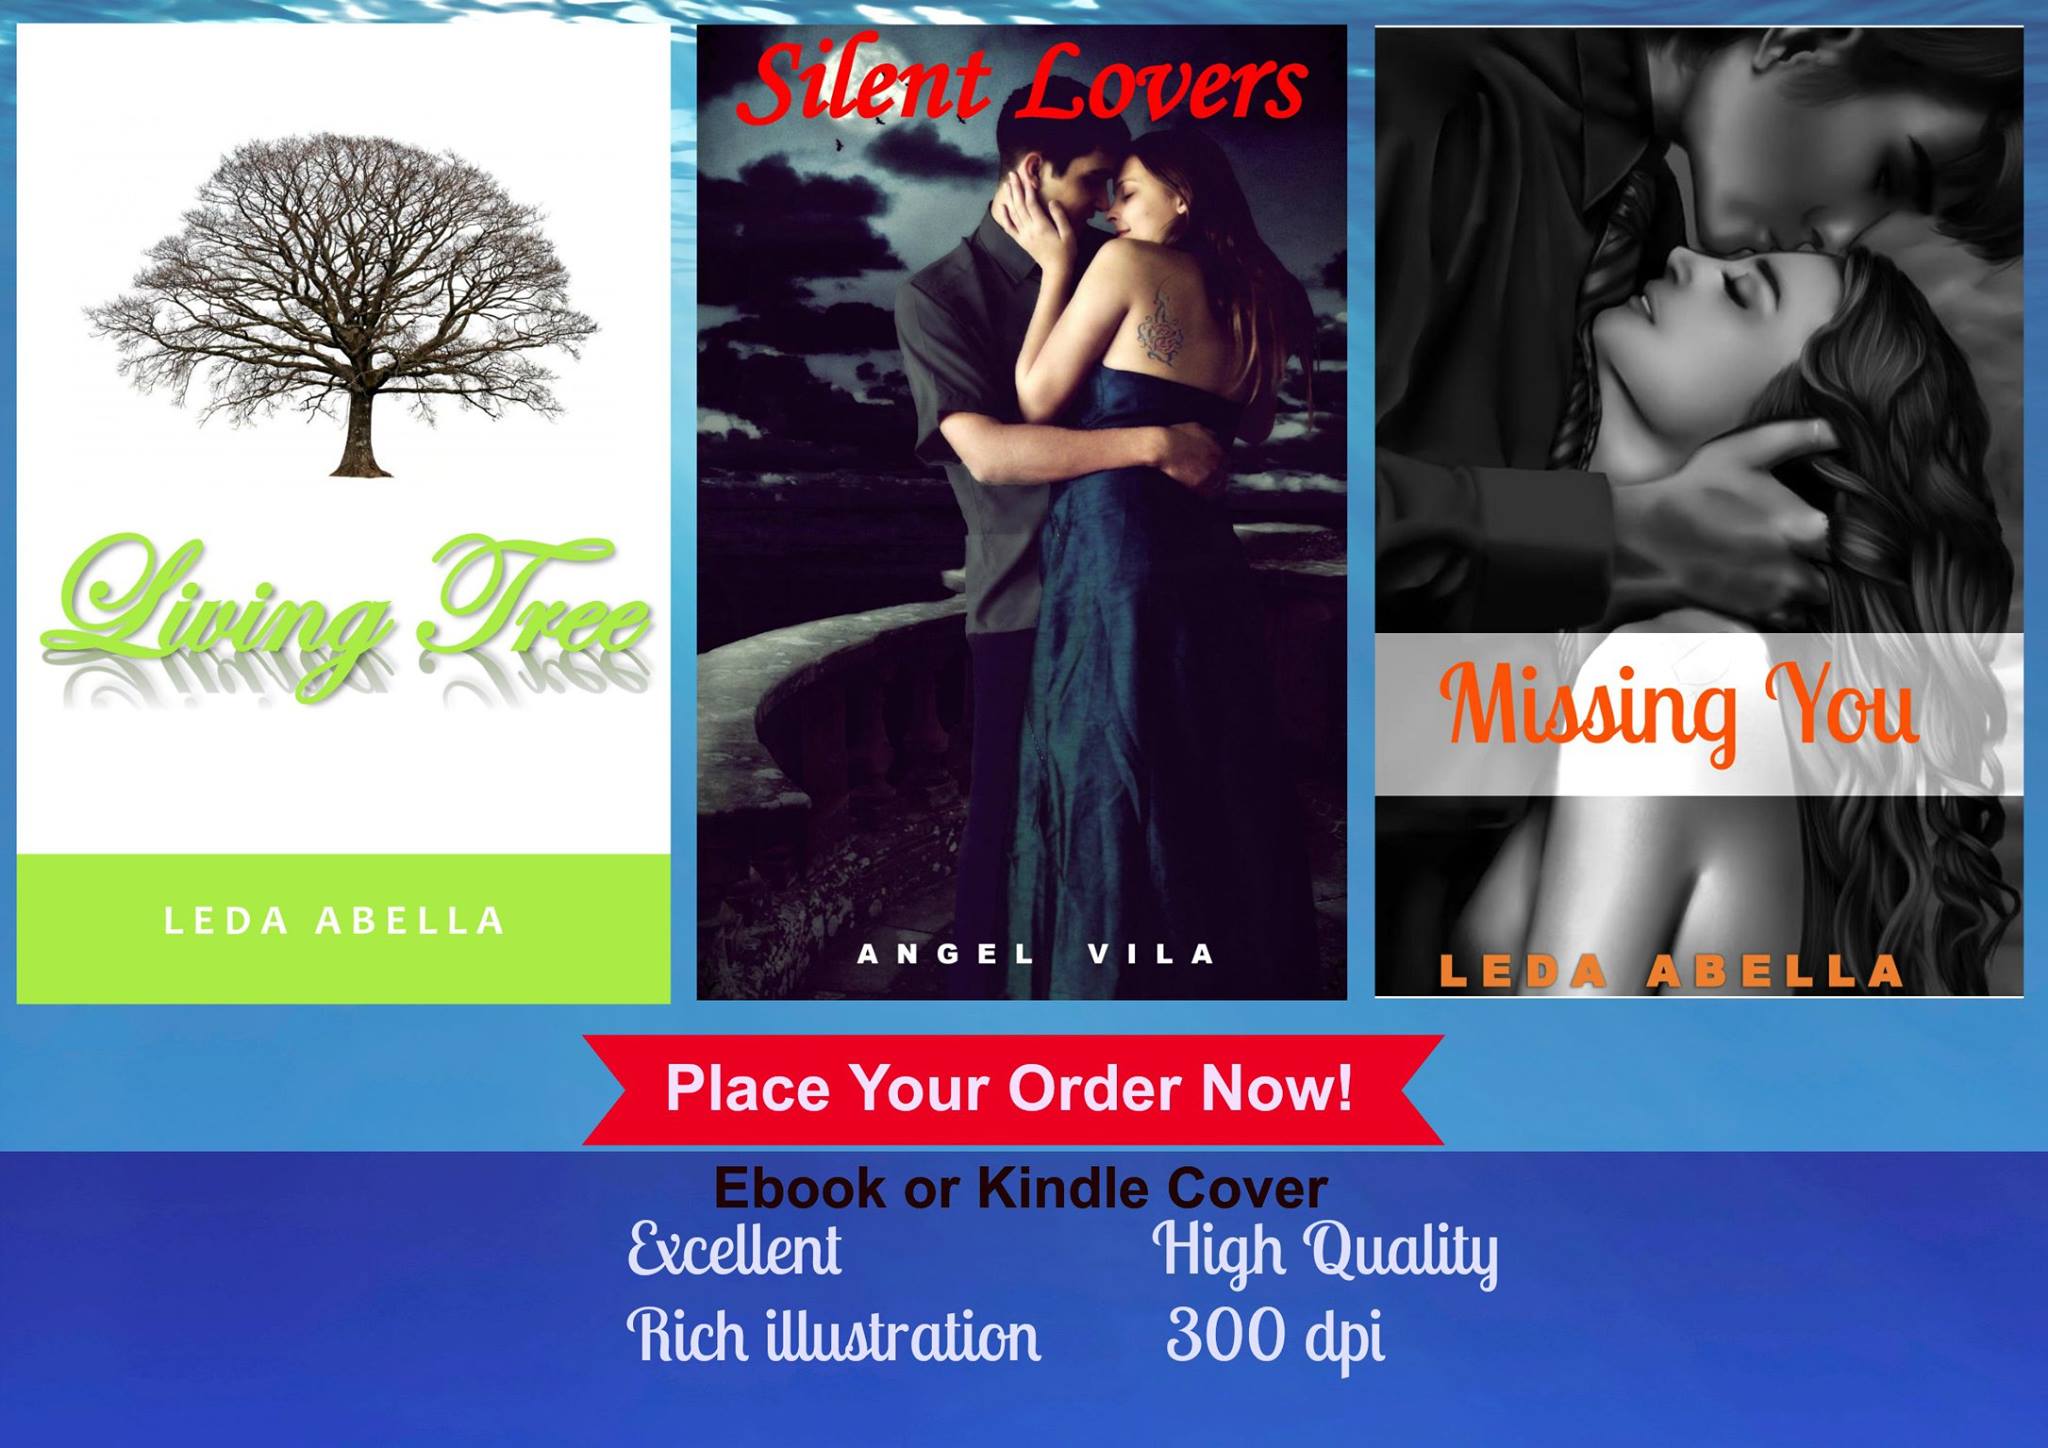 Living Tree
LEDA ABELLA
Silent Lovers
ANGEL VILA
Missing You
LEDA ABELLA
Place Your Order Now!
Ebook or Kindle Cover
Excellent
High Quality
Rich illustration
300 dpi